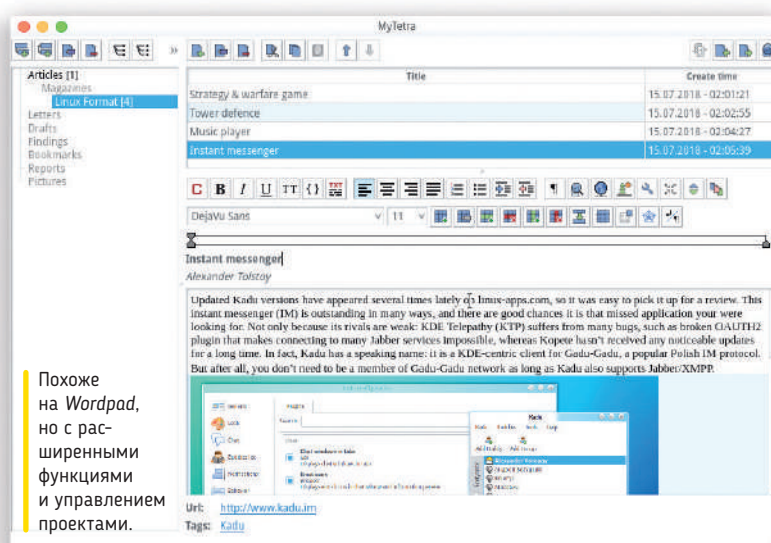 MyTetra
Articles [1]
Magazines
Linux Format [4]
Letters
Drafts
Findings
Bookmarks
Reports
Pictures
Title Create time
Strategy & warfare game 15.07.2018 - 02:01:21
Tower defence 15.07.2018 - 02:02:55
Music player 15.07.2018 - 02:04:27
Instant messenger 15.07.2018 - 02:05:39
DejaVu Sans 11
Instant messenger
Alexander Tolstoy
Updated Kadu versions have appeared several times lately on linux-apps.com, so it was easy to pick it up for a review. This
instant messenger (IM) is outstanding in many ways, and there are good chances it is that missed application your were
looking for. Not only because its rivals are weak: KDE Telepathy (KTP) suffers from many bugs, such as broken OAUTH2
plugin that makes connecting to many Jabber services impossible, whereas Kopete hasn't received any noticeable updates
for a long time. In fact, Kadu has a speaking name: it is a KDE-centric client for Gadu-Gadu, a popular Polish IM protocol.
But after all, you don't need to be a member of Gadu-Gadu network as long as Kadu also supports Jabber/XMPP.
Kadu
Chat
Url: http://www.kadu.im
Tags: Kadu
Похоже
на Wordpad,
но с рас-
ширенными
функциями
и управлением
проектами.